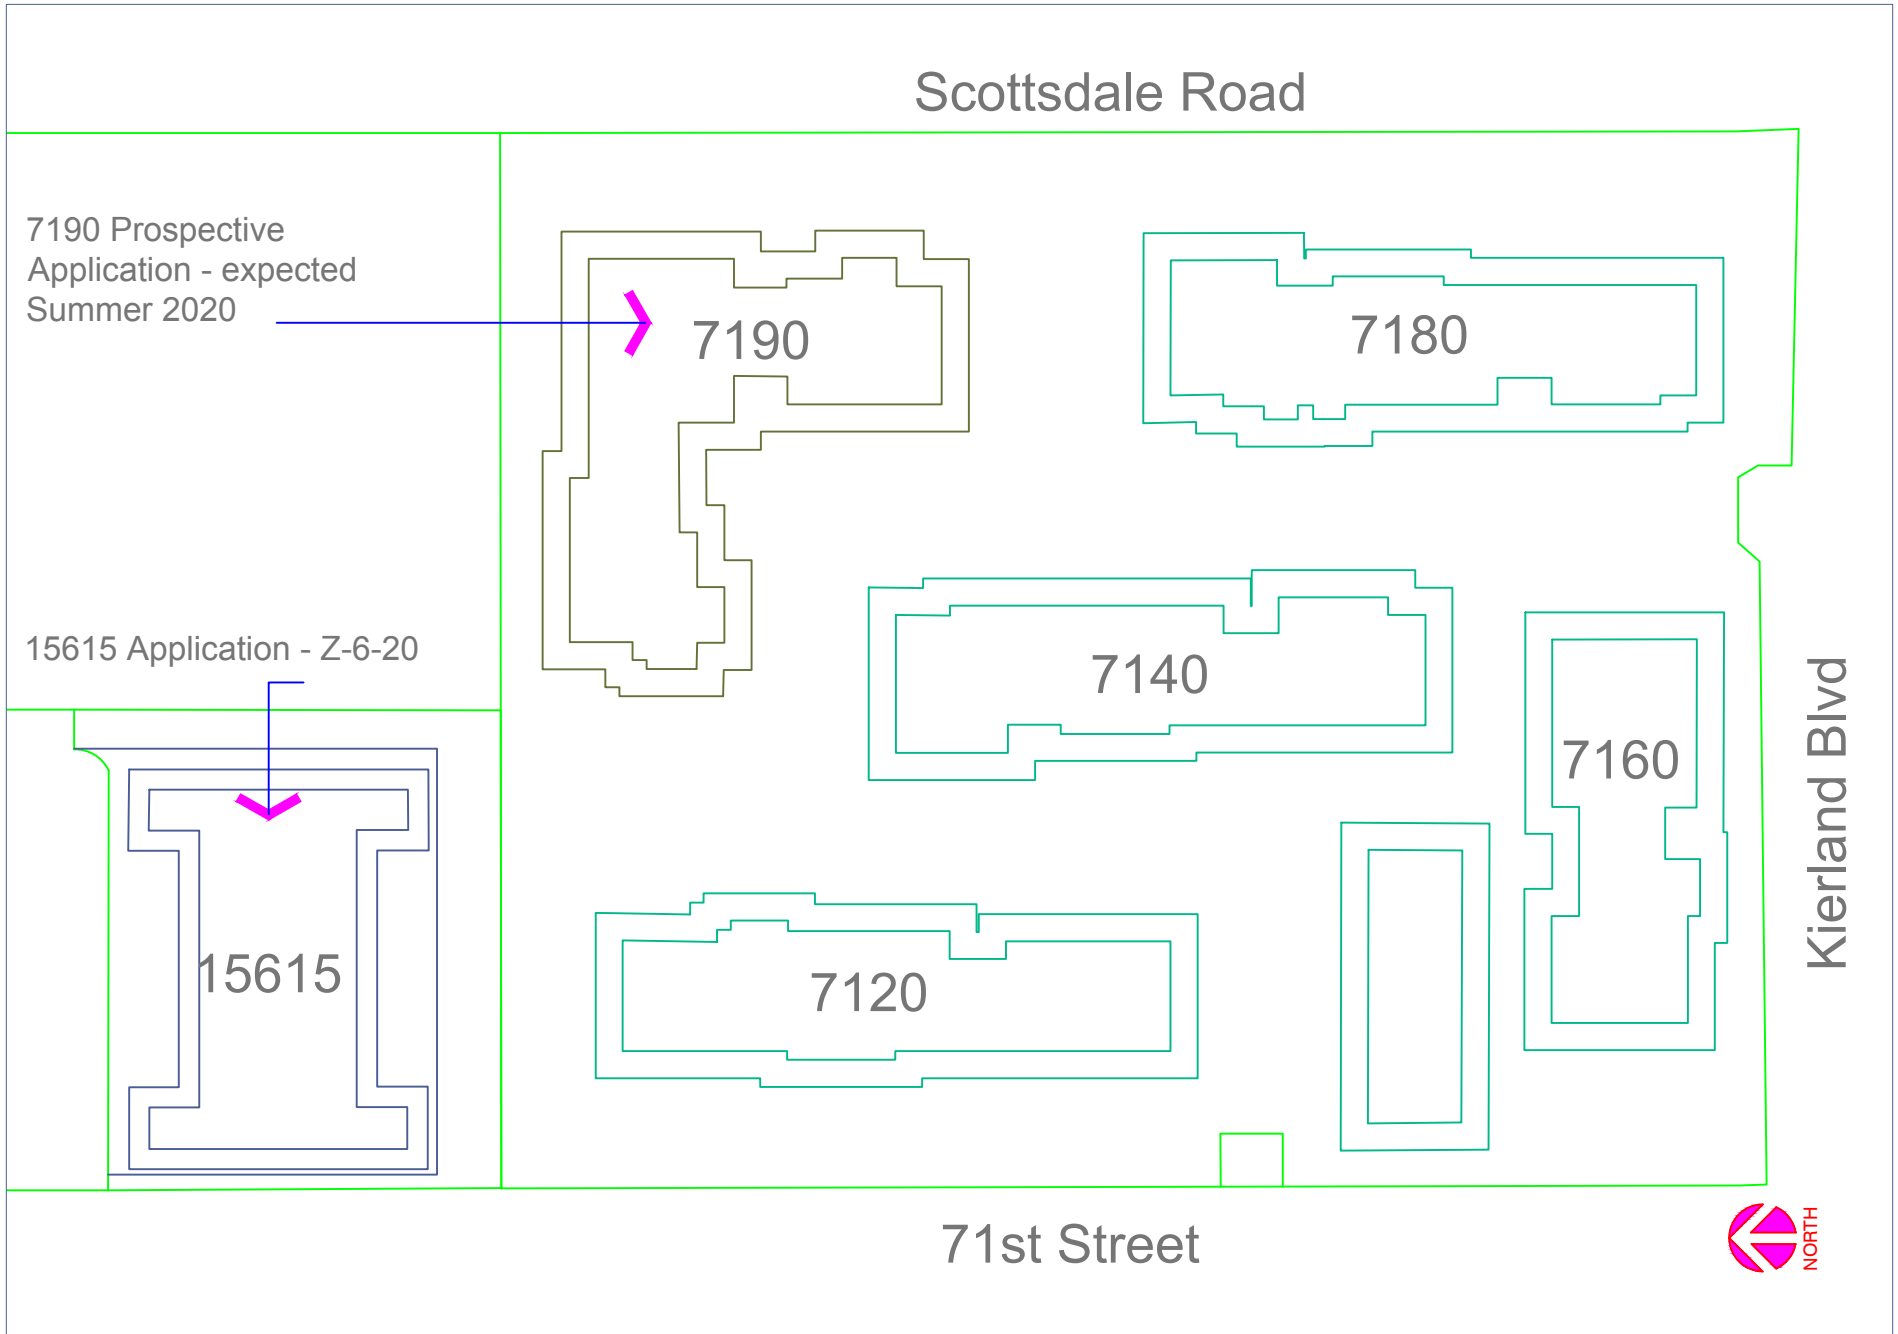 Scottsdale Road
7190 Prospective
Application - expected
Summer 2020
7190
7180
15615 Application - Z-6-20
7140
7160
Kierland Blvd
15615
7120
71st Street
NORTH